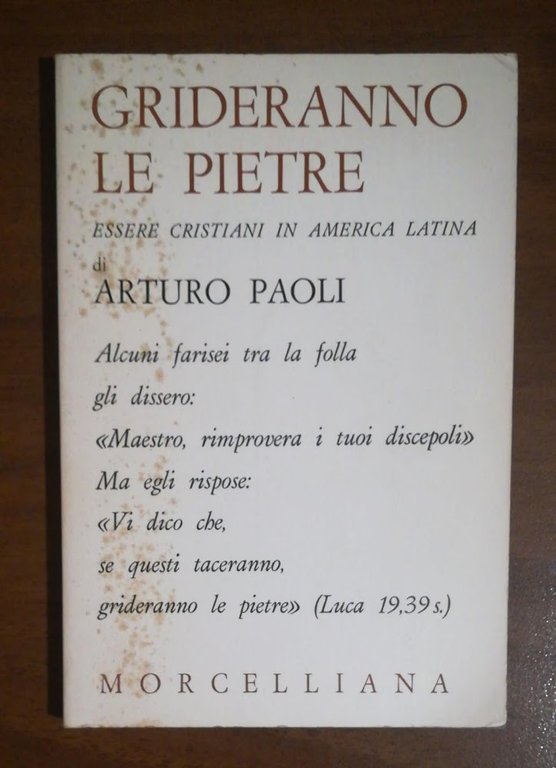 GRIDERANNO
LE PIETRE
ESSERE CRISTIANI IN AMERICA LATINA
di
ARTURO PAOLI
Alcuni farisei tra la folla
gli dissero:
«Maestro, rimprovera i tuoi discepoli»
Ma egli rispose:
«Vi dico che,
se questi taceranno,
grideranno le pietre» (Luca 19,39 s.)
MORCELLIANA